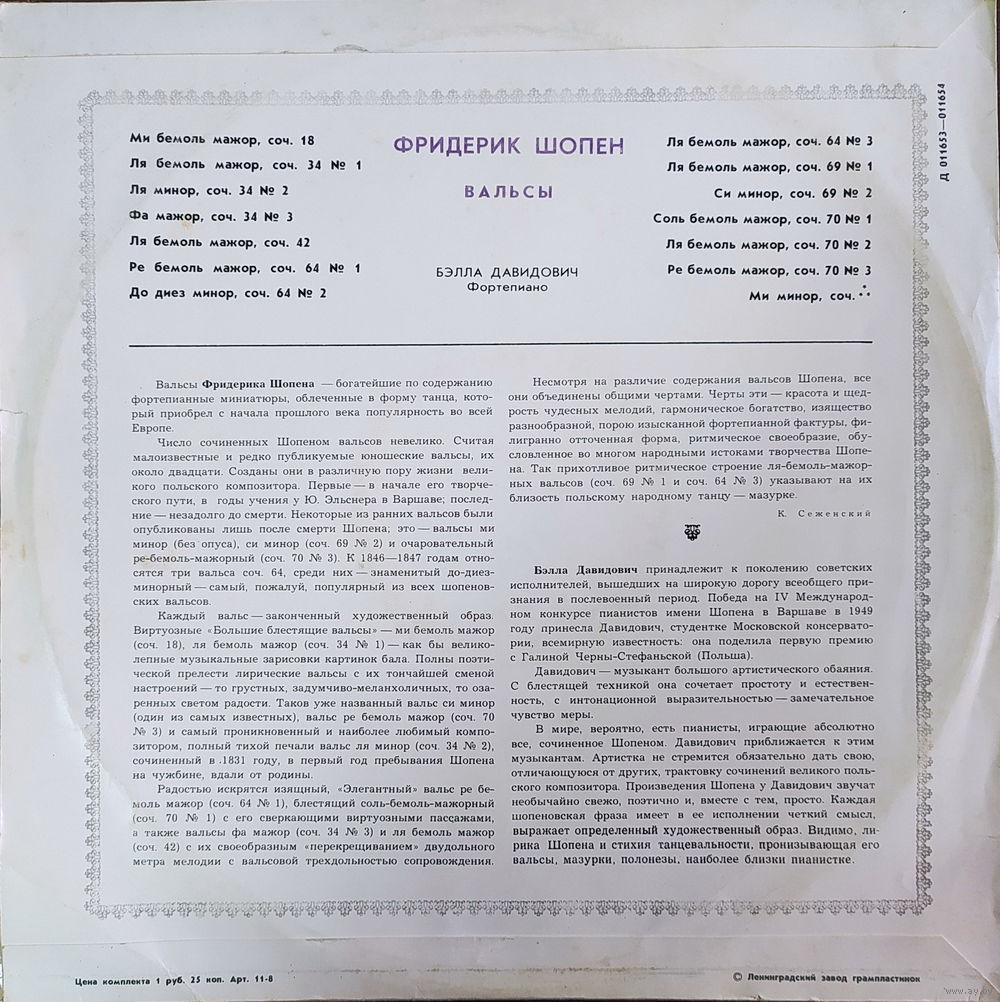 Д 011653—011654
Ми бемоль мажор, соч. 18
Ля бемоль мажор, соч. 34 № 1
Ля минор, соч. 34 № 2
Фа мажор, соч. 34 № 3
Ля бемоль мажор, соч. 42
Ре бемоль мажор, соч. 64 № 1
До диез минор, соч. 64 № 2
ФРИДЕРИК ШОПЕН
ВАЛЬСЫ
БЭЛЛА ДАВИДОВИЧ
Фортепиано
Ля бемоль мажор, соч. 64 № 3
Ля бемоль мажор, соч. 69 № 1
Си минор, соч. 69 № 2
Соль бемоль мажор, соч. 70 № 1
Ля бемоль мажор, соч. 70 № 2
Ре бемоль мажор, соч. 70 № 3
Ми минор, соч. ∴
Вальсы Фридерика Шопена — богатейшие по содержанию
фортепианные миниатюры, облеченные в форму танца, кото-
рый приобрел с начала прошлого века популярность во всей
Европе.
Число сочиненных Шопеном вальсов невелико. Считая
малоизвестные и редко публикуемые юношеские вальсы, их
около двадцати. Созданы они в различную пору жизни вели-
кого польского композитора. Первые — в начале его творче-
ского пути, в годы учения у Ю. Эльснера в Варшаве; послед-
ние — незадолго до смерти. Некоторые из ранних вальсов были
опубликованы лишь после смерти Шопена; это — вальсы ми
минор (без опуса), си минор (соч. 69 № 2) и очаровательный
ре-бемоль-мажорный (соч. 70 № 3). К 1846—1847 годам отно-
сятся три вальса соч. 64, среди них — знаменитый до-диез-
минорный — самый, пожалуй, популярный из всех шопенов-
ских вальсов.
Каждый вальс — законченный художественный образ.
Виртуозные «Большие блестящие вальсы» — ми бемоль мажор
(соч. 18), ля бемоль мажор (соч. 34 № 1) — как бы велико-
лепные музыкальные зарисовки картинок бала. Полны поэти-
ческой прелести лирические вальсы с их тончайшей сменой
настроений — то грустных, задумчиво-меланхоличных, то оза-
ренных светом радости. Таков уже названный вальс си минор
(один из самых известных), вальс ре бемоль мажор (соч. 70
№ 3) и самый проникновенный и наиболее любимый компо-
зитором, полный тихой печали вальс ля минор (соч. 34 № 2),
сочиненный в 1831 году, в первый год пребывания Шопена
на чужбине, вдали от родины.
Радостью искрятся изящный, «Элегантный» вальс ре бе-
моль мажор (соч. 64 № 1), блестящий соль-бемоль-мажорный
(соч. 70 № 1) с его сверкающими виртуозными пассажами,
а также вальсы фа мажор (соч. 34 № 3) и ля бемоль мажор
(соч. 42) с их своеобразным «перекрещиванием» двудольного
метра мелодии с вальсовой трехдольностью сопровождения.
Несмотря на различие содержания вальсов Шопена, все
они объединены общими чертами. Черты эти — красота и щед-
рость чудесных мелодий, гармоническое богатство, изящество
разнообразной, порою изысканной фортепианной фактуры, фи-
лигранно отточенная форма, ритмическое своеобразие, обу-
словленное во многом народными истоками творчества Шопе-
на. Так прихотливое ритмическое строение ля-бемоль-мажор-
ных вальсов (соч. 69 № 1 и соч. 64 № 3) указывают на их
близость польскому народному танцу — мазурке.
К. Сеженский
Бэлла Давидович принадлежит к поколению советских
исполнителей, вышедших на широкую дорогу всеобщего при-
знания в послевоенный период. Победа на IV Международ-
ном конкурсе пианистов имени Шопена в Варшаве в 1949
году принесла Давидович, студентке Московской консервато-
рии, всемирную известность: она поделила первую премию
с Галиной Черны-Стефаньской (Польша).
Давидович — музыкант большого артистического обаяния.
С блестящей техникой она сочетает простоту и естествен-
ность, с интонационной выразительностью — замечательное
чувство меры.
В мире, вероятно, есть пианисты, играющие абсолютно
все, сочиненное Шопеном. Давидович приближается к этим
музыкантам. Артистка не стремится обязательно дать свою,
отличающуюся от других, трактовку сочинений великого поль-
ского композитора. Произведения Шопена у Давидович звучат
необычайно свежо, поэтично и, вместе с тем, просто. Каждая
шопеновская фраза имеет в ее исполнении четкий смысл,
выражает определенный художественный образ. Видимо, ли-
рика Шопена и стихия танцевальности, пронизывающая его
вальсы, мазурки, полонезы, наиболее близки пианистке.
Цена комплекта 1 руб. 25 коп. Арт. 11-8
© Ленинградский завод грампластинок